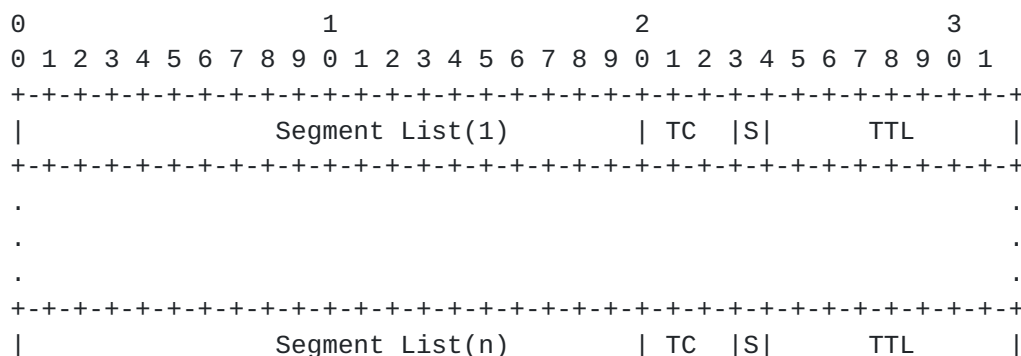 0                   1                   2                   3
0 1 2 3 4 5 6 7 8 9 0 1 2 3 4 5 6 7 8 9 0 1 2 3 4 5 6 7 8 9 0 1
+-+-+-+-+-+-+-+-+-+-+-+-+-+-+-+-+-+-+-+-+-+-+-+-+-+-+-+-+-+-+-+-+
|                Segment List(1)        | TC  |S|      TTL      |
+-+-+-+-+-+-+-+-+-+-+-+-+-+-+-+-+-+-+-+-+-+-+-+-+-+-+-+-+-+-+-+-+
.                                                               .
.                                                               .
.                                                               .
+-+-+-+-+-+-+-+-+-+-+-+-+-+-+-+-+-+-+-+-+-+-+-+-+-+-+-+-+-+-+-+-+
|                Segment List(n)        | TC  |S|      TTL      |